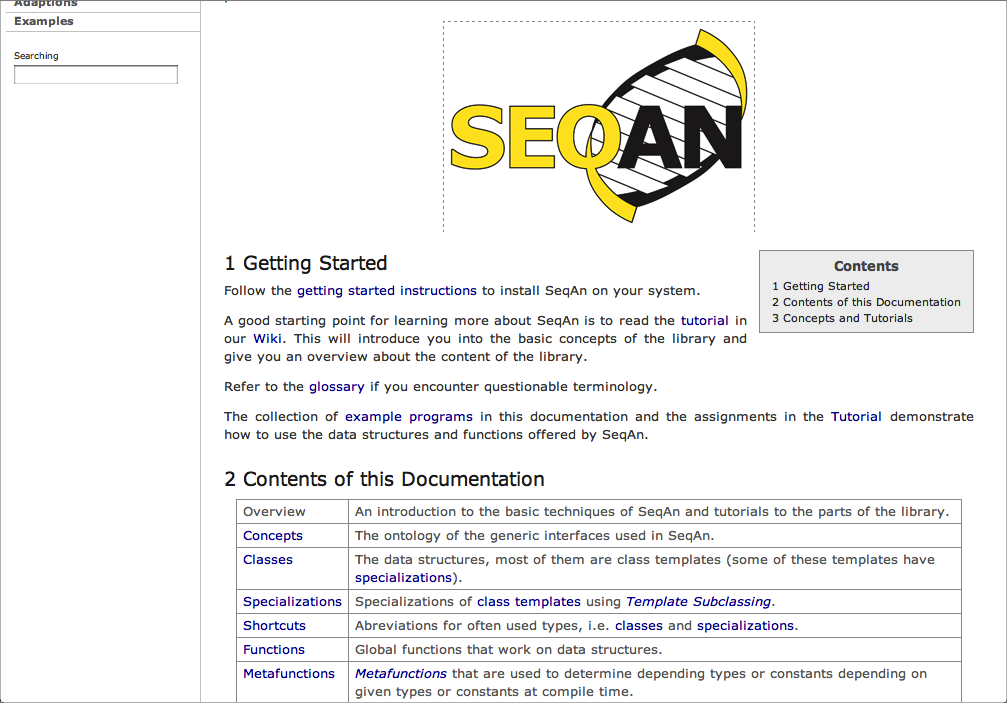 Adaptions
Examples
Searching
SEQAN
1 Getting Started
Follow the getting started instructions to install SeqAn on your system.
A good starting point for learning more about SeqAn is to read the tutorial in
our Wiki. This will introduce you into the basic concepts of the library and
give you an overview about the content of the library.
Refer to the glossary if you encounter questionable terminology.
The collection of example programs in this documentation and the assignments in the Tutorial demonstrate
how to use the data structures and functions offered by SeqAn.
Contents
1 Getting Started
2 Contents of this Documentation
3 Concepts and Tutorials
2 Contents of this Documentation
Overview An introduction to the basic techniques of SeqAn and tutorials to the parts of the library.
Concepts The ontology of the generic interfaces used in SeqAn.
Classes The data structures, most of them are class templates (some of these templates have
specializations).
Specializations Specializations of class templates using Template Subclassing.
Shortcuts Abreviations for often used types, i.e. classes and specializations.
Functions Global functions that work on data structures.
Metafunctions Metafunctions that are used to determine depending types or constants depending on
given types or constants at compile time.